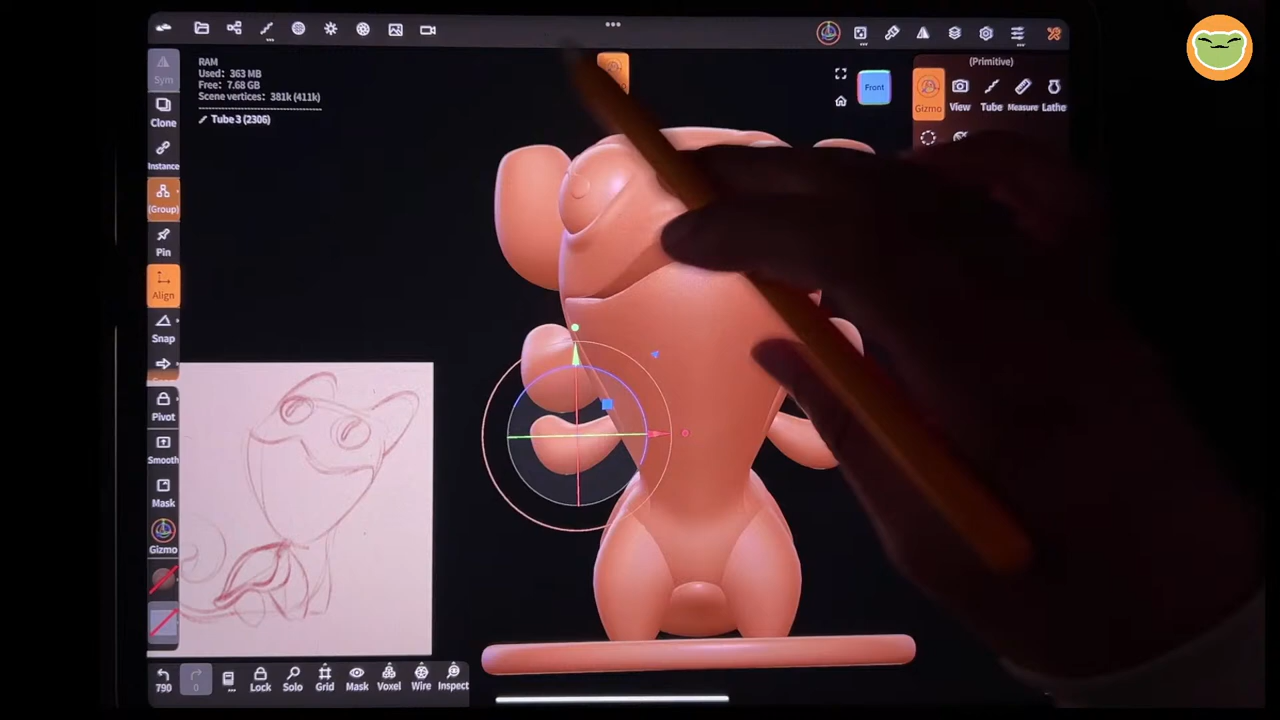 RAM
Used: 363 MB
Free: 7.68 GB
Scene vertices: 381k (411k)
Tube 3 (2306)
Front
(Primitive)
Gizmo
View
Tube
Measure
Lathe
Sym
Clone
Instance
(Group)
Pin
Align
Snap
Pivot
Smooth
Mask
Gizmo
790
0
Lock
Solo
Grid
Mask
Voxel
Wire
Inspect